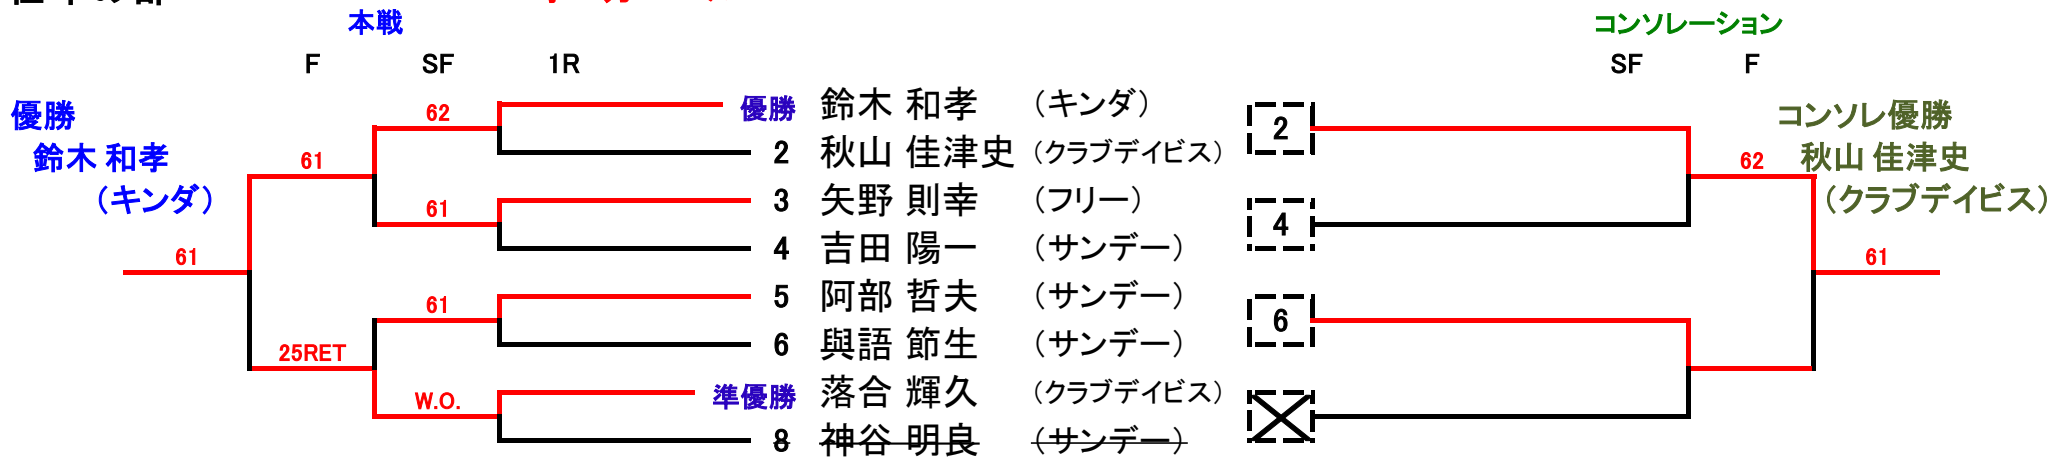 本戦
コンソレーション
F SF 1R
SF F
優勝
鈴木 和孝
(キンダ)
61
61
25RET
62
61
61
W.O.
優勝 鈴木 和孝 (キンダ)
2 秋山 佳津史 (クラブデイビス)
3 矢野 則幸 (フリー)
4 吉田 陽一 (サンデー)
5 阿部 哲夫 (サンデー)
6 與語 節生 (サンデー)
準優勝 落合 輝久 (クラブデイビス)
8 神谷 明良 (サンデー)
2
4
6
62
61
コンソレ優勝
秋山 佳津史
(クラブデイビス)